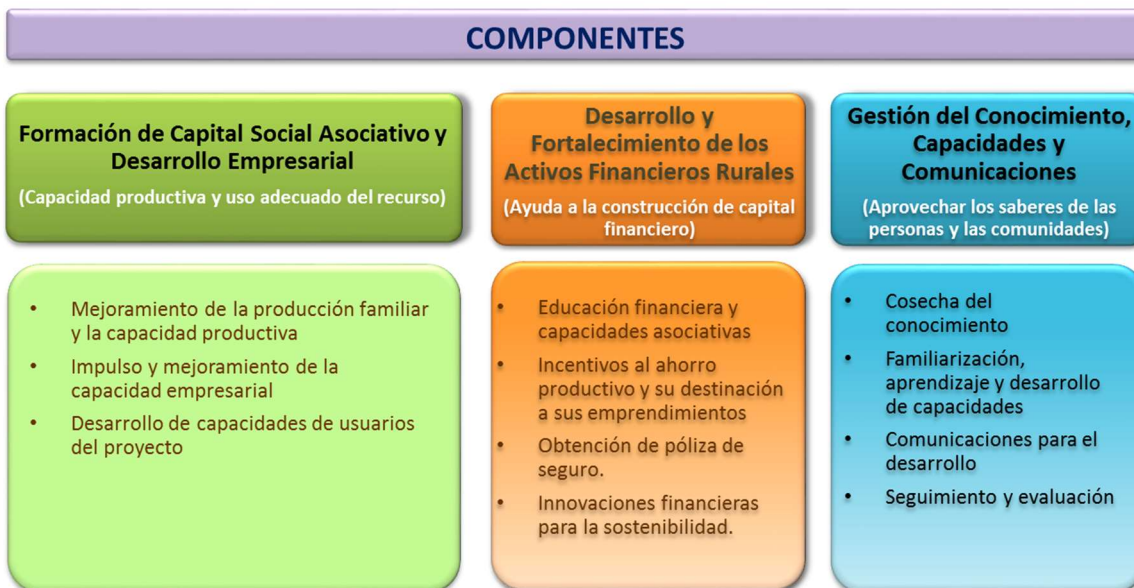 COMPONENTES
Formación de Capital Social Asociativo y
Desarrollo Empresarial
(Capacidad productiva y uso adecuado del recurso)
• Mejoramiento de la producción familiar
y la capacidad productiva
• Impulso y mejoramiento de la
capacidad empresarial
• Desarrollo de capacidades de usuarios
del proyecto
Desarrollo y
Fortalecimiento de los
Activos Financieros Rurales
(Ayuda a la construcción de capital
financiero)
• Educación financiera y
capacidades asociativas
• Incentivos al ahorro
productivo y su destinación
a sus emprendimientos
• Obtención de póliza de
seguro.
• Innovaciones financieras
para la sostenibilidad.
Gestión del Conocimiento,
Capacidades y
Comunicaciones
(Aprovechar los saberes de las
personas y las comunidades)
• Cosecha del
conocimiento
• Familiarización,
aprendizaje y desarrollo
de capacidades
• Comunicaciones para el
desarrollo
• Seguimiento y evaluación